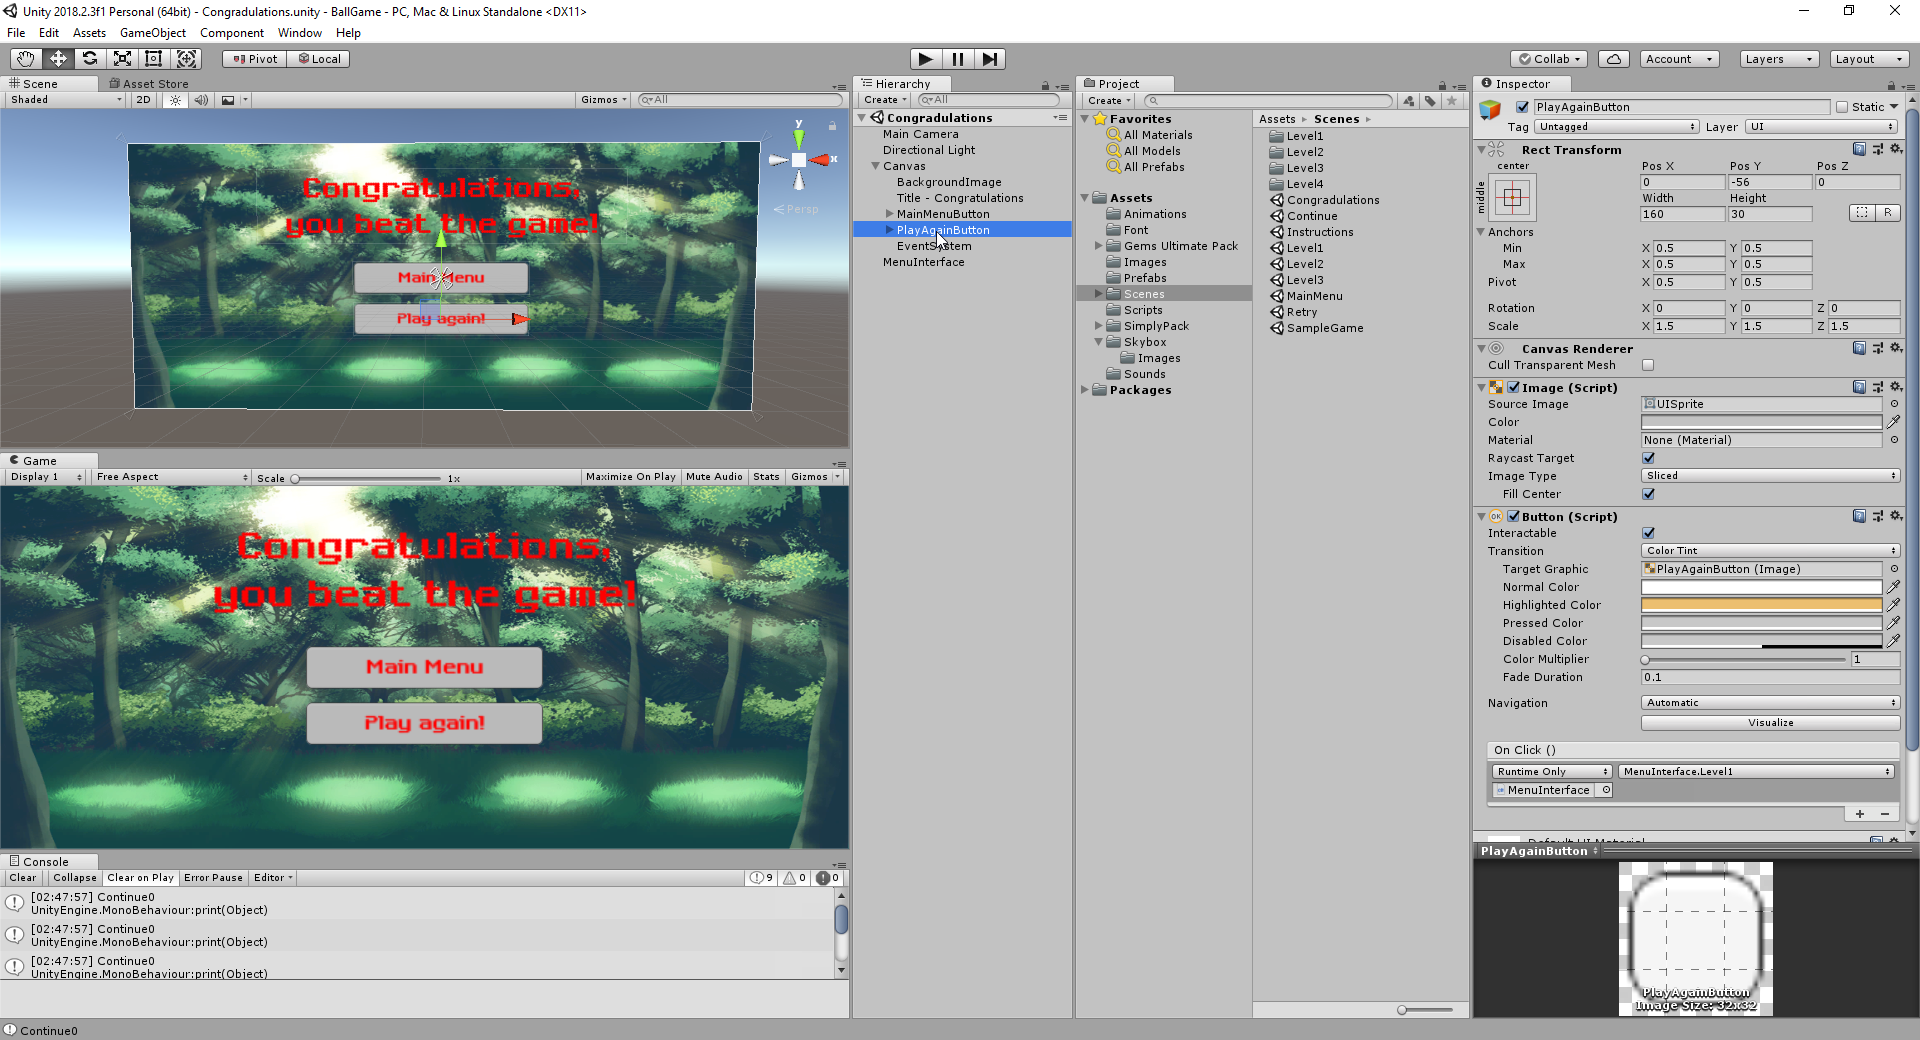 Unity 2018.2.3f1 Personal (64bit) - Congradulations.unity - BallGame - PC, Mac & Linux Standalone <DX11>
File Edit Assets GameObject Component Window Help
Pivot Local
Collab Account Layers Layout
Scene Asset Store
Shaded 2D Gizmos All
y
x
Persp
Congratulations,
you beat the game!
Main Menu
Play again!
Game
Display 1 Free Aspect Scale 1x Maximize On Play Mute Audio Stats Gizmos
Congratulations,
you beat the game!
Main Menu
Play again!
Console
Clear Collapse Clear on Play Error Pause Editor 9 0 0
[02:47:57] Continue0
UnityEngine.MonoBehaviour:print(Object)
[02:47:57] Continue0
UnityEngine.MonoBehaviour:print(Object)
[02:47:57] Continue0
UnityEngine.MonoBehaviour:print(Object)
Continue0
Hierarchy
Create All
Congradulations
Main Camera
Directional Light
Canvas
BackgroundImage
Title - Congratulations
MainMenuButton
PlayAgainButton
EventSystem
MenuInterface
Project
Create
Favorites
All Materials
All Models
All Prefabs
Assets
Animations
Font
Gems Ultimate Pack
Images
Prefabs
Scenes
Scripts
SimplyPack
Skybox
Images
Sounds
Packages
Assets Scenes
Level1
Level2
Level3
Level4
Congradulations
Continue
Instructions
Level1
Level2
Level3
MainMenu
Retry
SampleGame
Inspector
PlayAgainButton Static
Tag Untagged Layer UI
Rect Transform
center
middle
Pos X Pos Y Pos Z
0 -56 0
Width Height
160 30 R
Anchors
Min X 0.5 Y 0.5
Max X 0.5 Y 0.5
Pivot X 0.5 Y 0.5
Rotation X 0 Y 0 Z 0
Scale X 1.5 Y 1.5 Z 1.5
Canvas Renderer
Cull Transparent Mesh
Image (Script)
Source Image UISprite
Color
Material None (Material)
Raycast Target
Image Type Sliced
Fill Center
OK Button (Script)
Interactable
Transition Color Tint
Target Graphic PlayAgainButton (Image)
Normal Color
Highlighted Color
Pressed Color
Disabled Color
Color Multiplier 1
Fade Duration 0.1
Navigation Automatic
Visualize
On Click ()
Runtime Only MenuInterface.Level1
MenuInterface
+ −
Default UI Material
PlayAgainButton
PlayAgainButton
Image Size: 32x32